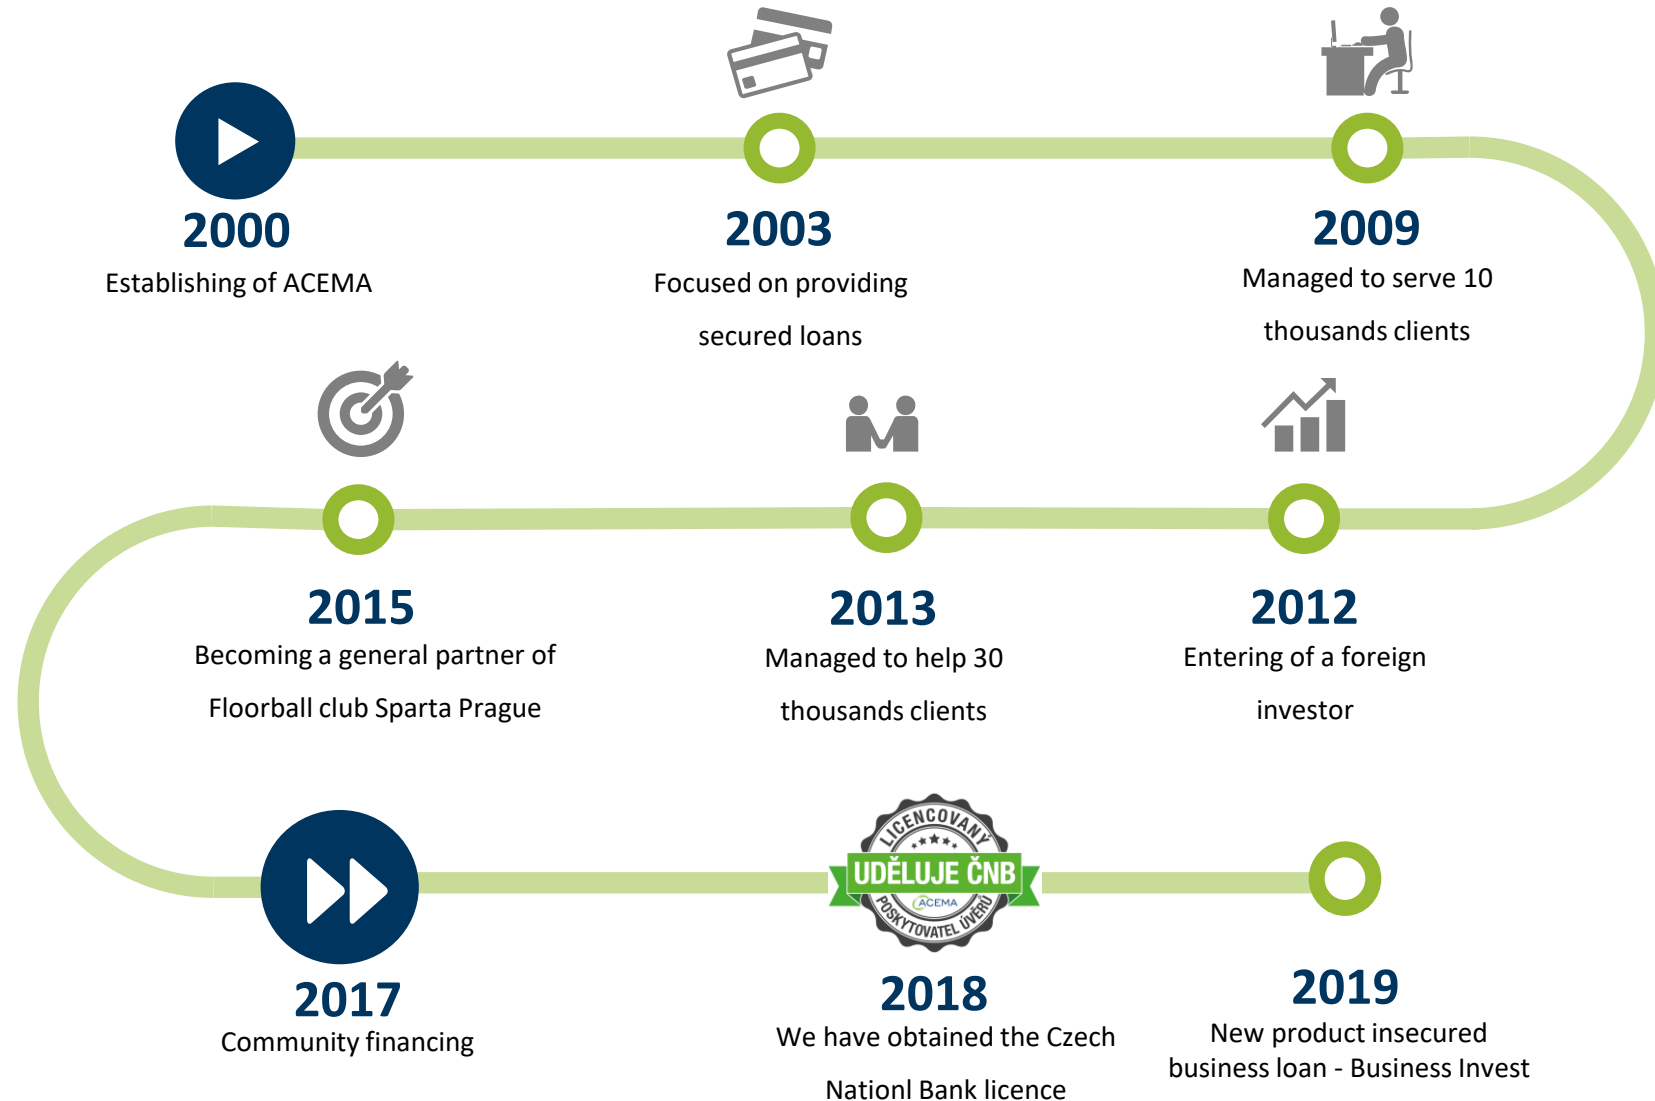 2000
Establishing of ACEMA
2003
Focused on providing
secured loans
2009
Managed to serve 10
thousands clients
2015
Becoming a general partner of
Floorball club Sparta Prague
2013
Managed to help 30
thousands clients
2012
Entering of a foreign
investor
2017
Community financing
LICENCOVANÝ
UDĚLUJE ČNB
ACEMA
POSKYTOVATEL ÚVĚRŮ
2018
We have obtained the Czech
Nationl Bank licence
2019
New product insecured
business loan - Business Invest